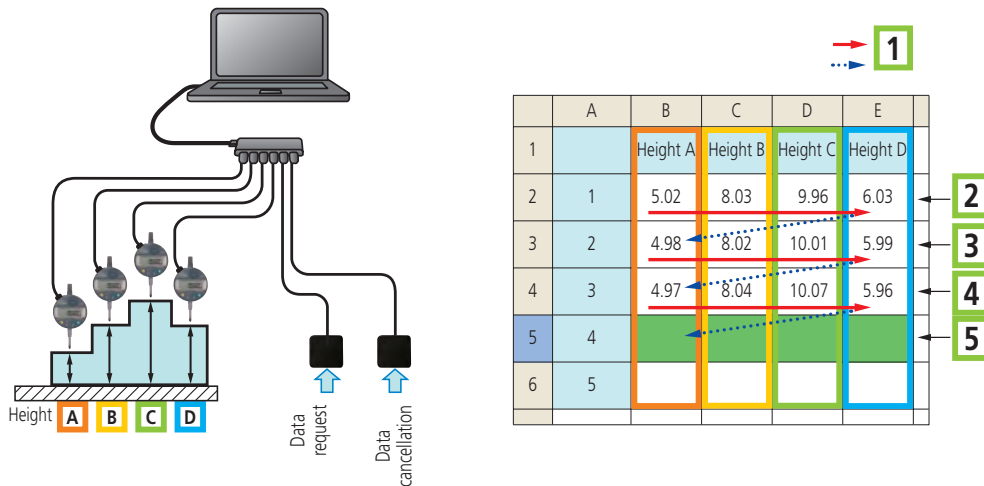 1
A B C D E
1 Height A Height B Height C Height D
2 1 5.02 8.03 9.96 6.03 2
3 2 4.98 8.02 10.01 5.99 3
4 3 4.97 8.04 10.07 5.96 4
5 4 5
6 5
Height A B C D
Data
request
Data
cancellation